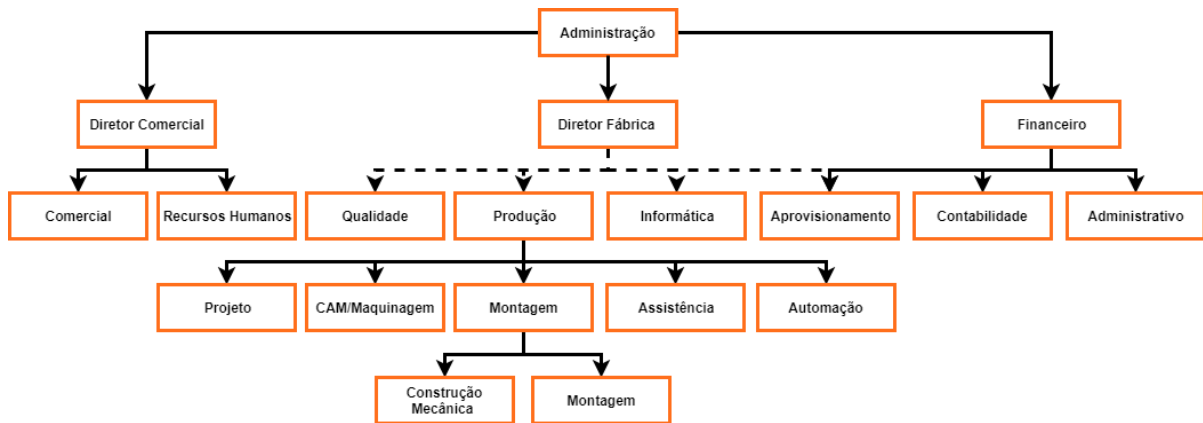 Administração
Diretor Comercial
Diretor Fábrica
Financeiro
Comercial
Recursos Humanos
Qualidade
Produção
Informática
Aprovisionamento
Contabilidade
Administrativo
Projeto
CAM/Maquinagem
Montagem
Assistência
Automação
Construção
Mecânica
Montagem